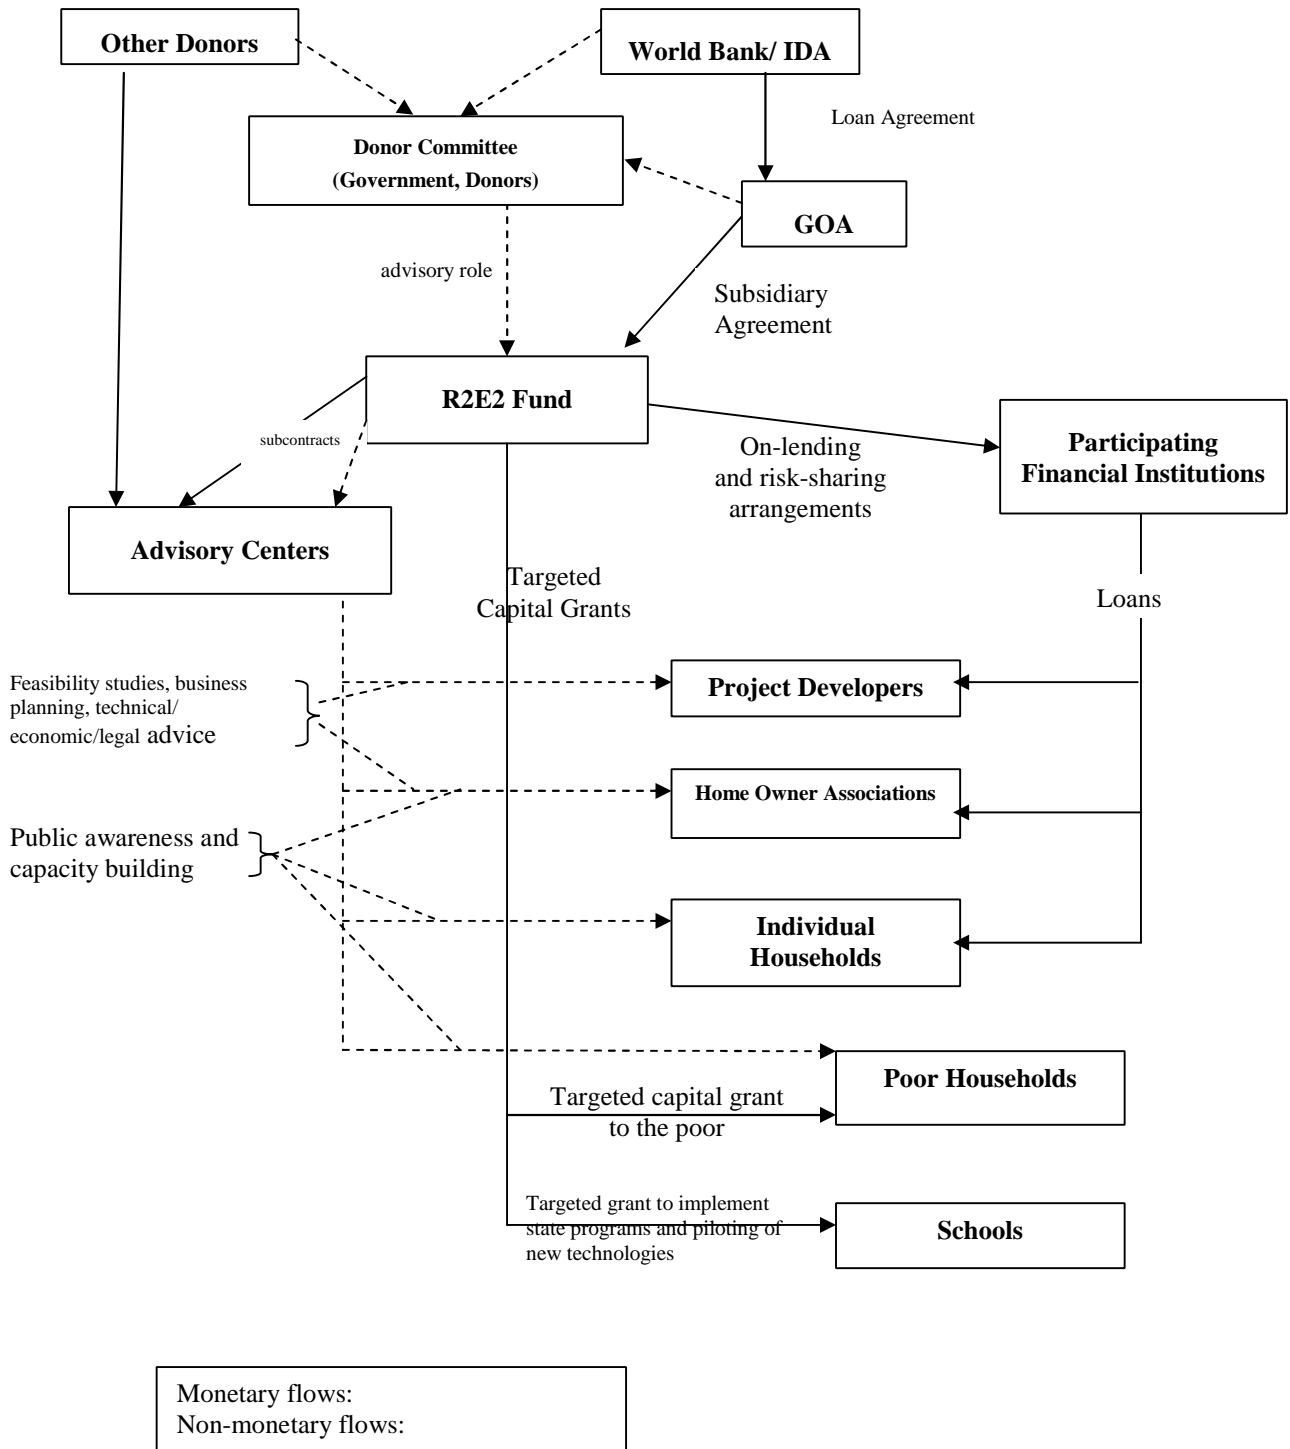 Other Donors
World Bank/ IDA
Loan Agreement
Donor Committee
(Government, Donors)
GOA
advisory role
Subsidiary
Agreement
R2E2 Fund
subcontracts
On-lending
and risk-sharing
arrangements
Participating
Financial Institutions
Advisory Centers
Targeted
Capital Grants
Loans
Feasibility studies, business
planning, technical/
economic/legal advice
Project Developers
Home Owner Associations
Public awareness and
capacity building
Individual
Households
Poor Households
Targeted capital grant
to the poor
Targeted grant to implement
state programs and piloting of
new technologies
Schools
Monetary flows:
Non-monetary flows: